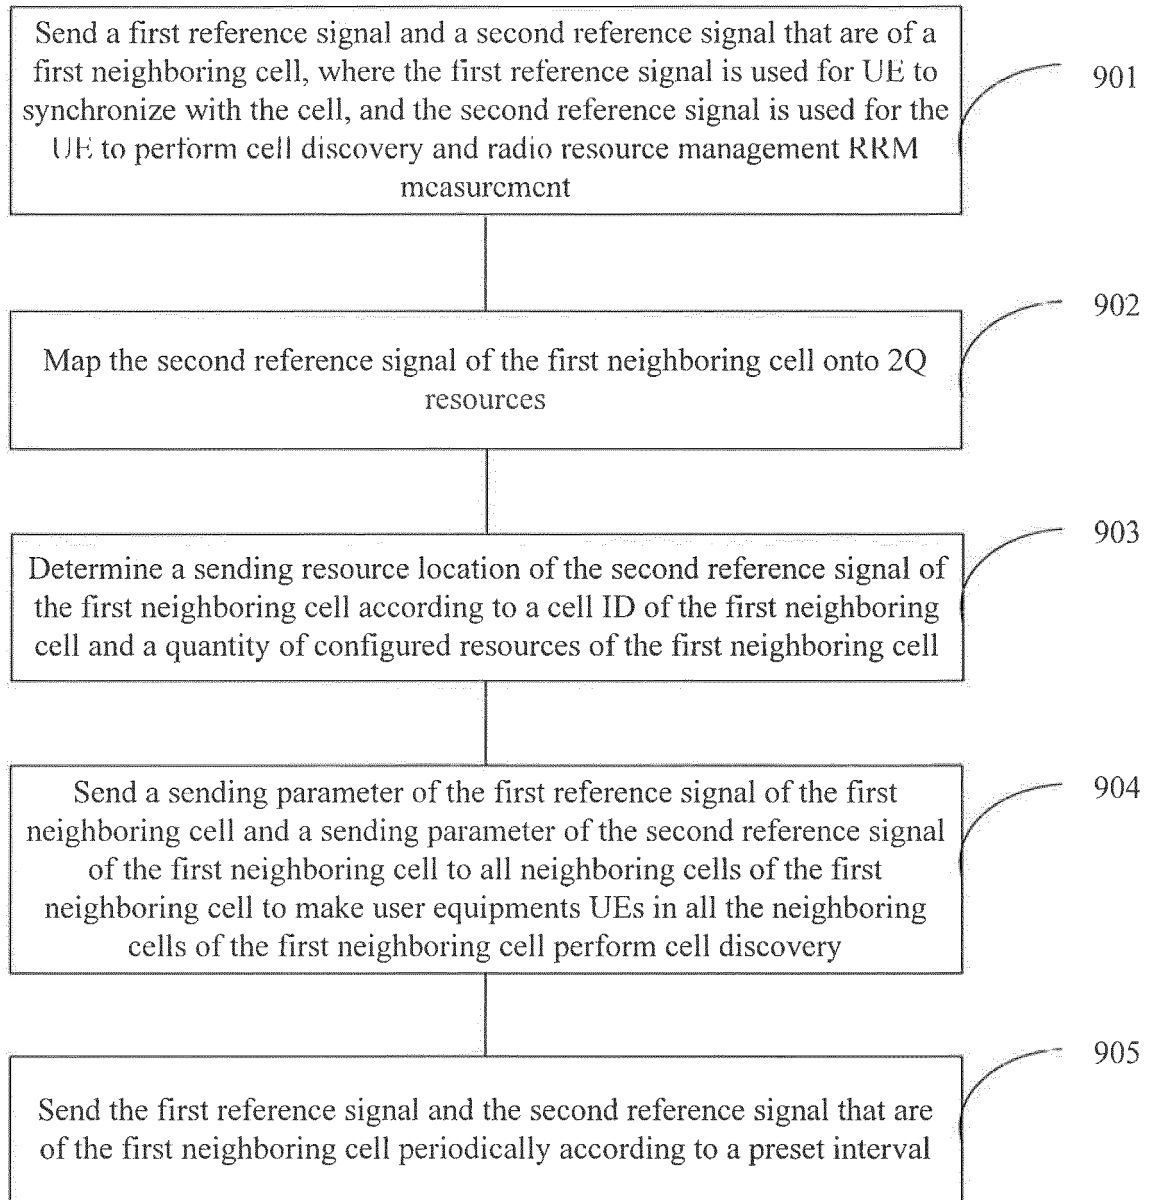 Send a first reference signal and a second reference signal that are of a
first neighboring cell, where the first reference signal is used for UE to
synchronize with the cell, and the second reference signal is used for the
UE to perform cell discovery and radio resource management RRM
measurement
901
902
Map the second reference signal of the first neighboring cell onto 2Q
resources
903
Determine a sending resource location of the second reference signal of
the first neighboring cell according to a cell ID of the first neighboring
cell and a quantity of configured resources of the first neighboring cell
904
Send a sending parameter of the first reference signal of the first
neighboring cell and a sending parameter of the second reference signal
of the first neighboring cell to all neighboring cells of the first
neighboring cell to make user equipments UEs in all the neighboring
cells of the first neighboring cell perform cell discovery
905
Send the first reference signal and the second reference signal that are
of the first neighboring cell periodically according to a preset interval